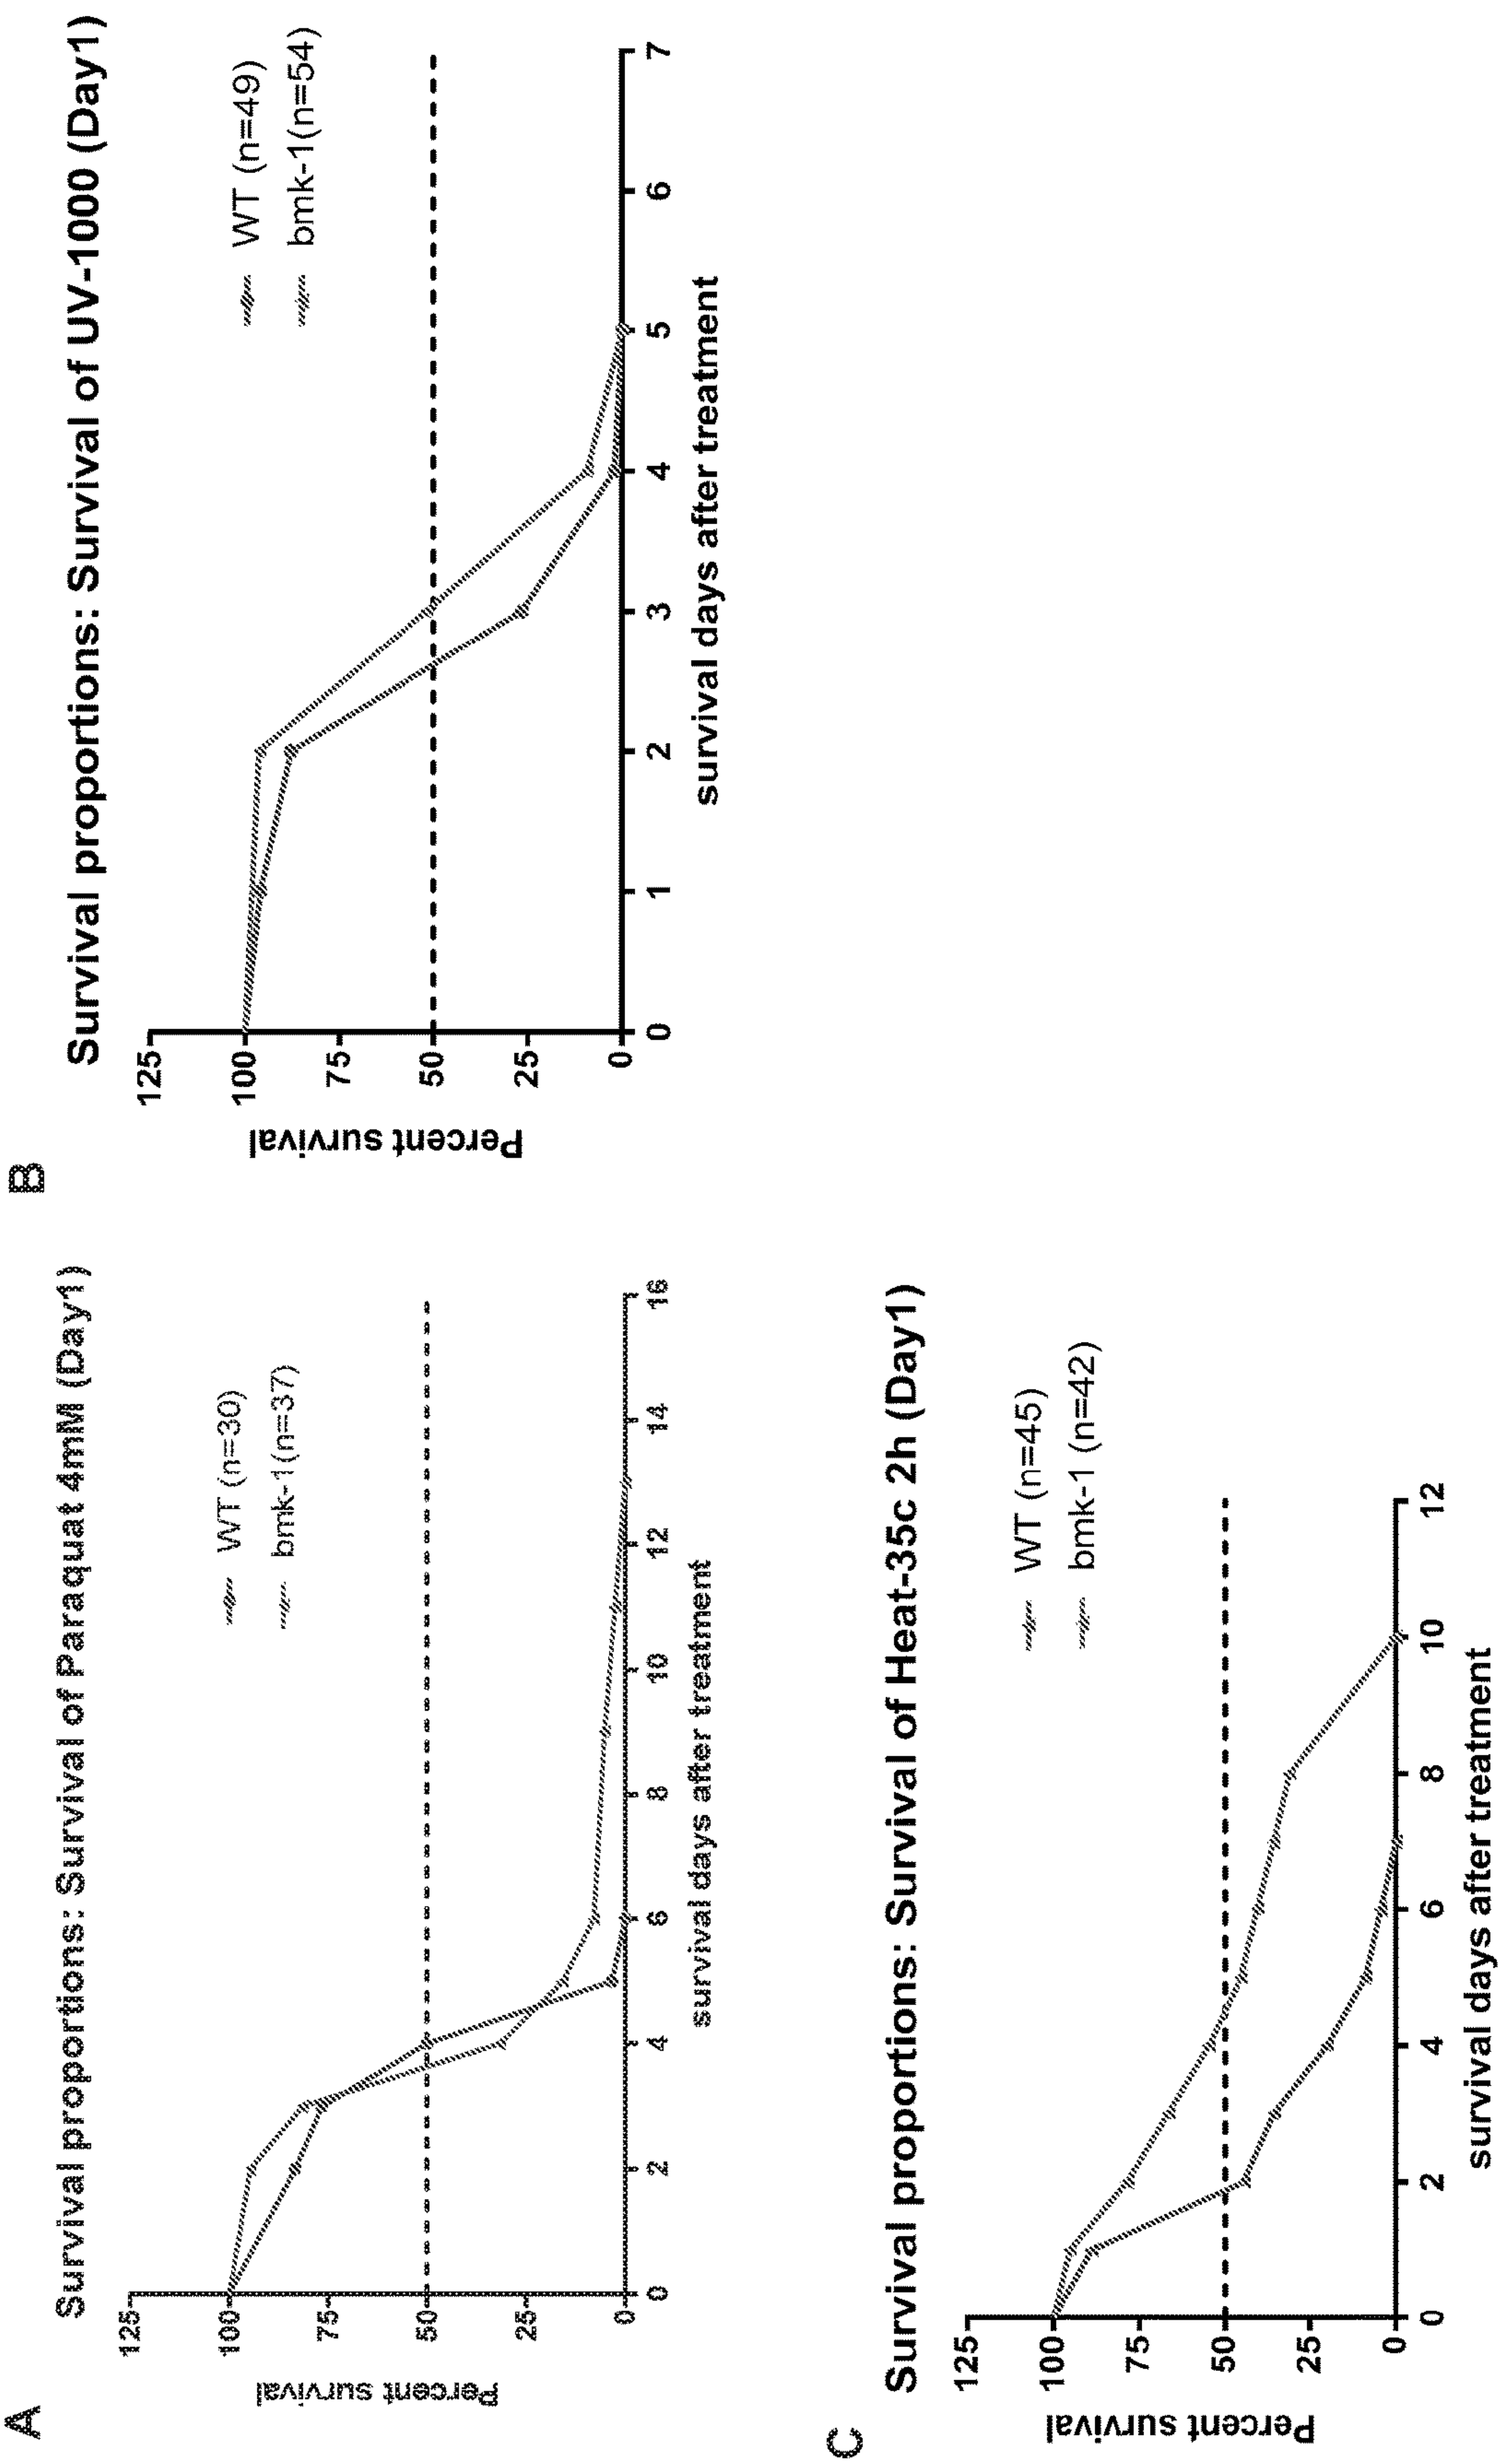 A
Survival proportions: Survival of Paraquat 4mM (Day1)
125
100
75
50
25
0
Percent survival
0 2 4 6 8 10 12 14 16
survival days after treatment
WT (n=30)
bmk-1(n=37)
B
Survival proportions: Survival of UV-1000 (Day1)
125
100
75
50
25
0
Percent survival
0 1 2 3 4 5 6 7
survival days after treatment
WT (n=49)
bmk-1(n=54)
C
Survival proportions: Survival of Heat-35c 2h (Day1)
125
100
75
50
25
0
Percent survival
0 2 4 6 8 10 12
survival days after treatment
WT (n=45)
bmk-1 (n=42)